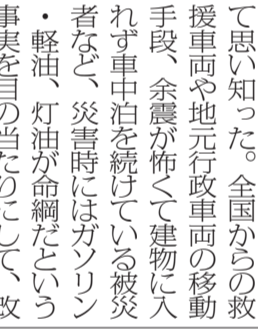 て思い知った。全国からの救
援車両や地元行政車両の移動
手段、余震が怖くて建物に入
れず車中泊を続けている被災
者など、災害時にはガソリン
・軽油、灯油が命綱だという
事実を目の当たりにして、改